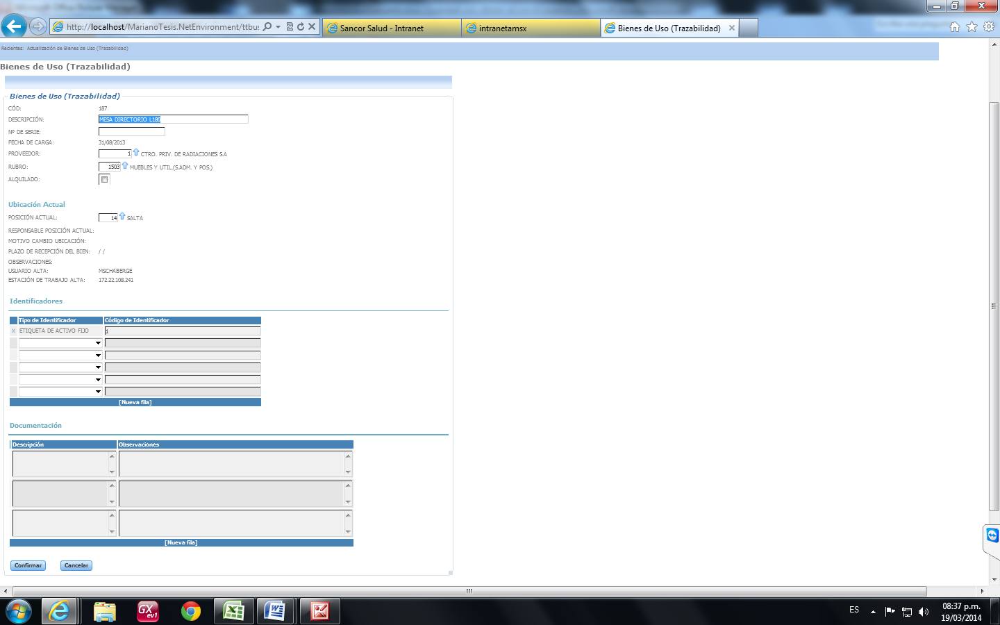 http://localhost/MarianoTesis.NetEnvironment/ttbu:
Sancor Salud - Intranet
intranetamsx
Bienes de Uso (Trazabilidad)
Recientes: Actualización de Bienes de Uso (Trazabilidad)
Bienes de Uso (Trazabilidad)
Bienes de Uso (Trazabilidad)
CÓD: 187
DESCRIPCIÓN: MESA DIRECTORIO L180
Nº DE SERIE:
FECHA DE CARGA: 31/08/2013
PROVEEDOR: 1 CTRO. PRIV. DE RADIACIONES S.A
RUBRO: 1503 MUEBLES Y UTIL.(S.ADM. Y POS.)
ALQUILADO:
Ubicación Actual
POSICIÓN ACTUAL: 14 SALTA
RESPONSABLE POSICIÓN ACTUAL:
MOTIVO CAMBIO UBICACIÓN:
PLAZO DE RECEPCIÓN DEL BIEN: / /
OBSERVACIONES:
USUARIO ALTA: MSCHABERGE
ESTACIÓN DE TRABAJO ALTA: 172.22.108.241
Identificadores
Tipo de Identificador Código de Identificador
x ETIQUETA DE ACTIVO FIJO 1
[Nueva fila]
Documentación
Descripción Observaciones
[Nueva fila]
Confirmar Cancelar
GX ev1
ES
08:37 p.m.
19/03/2014